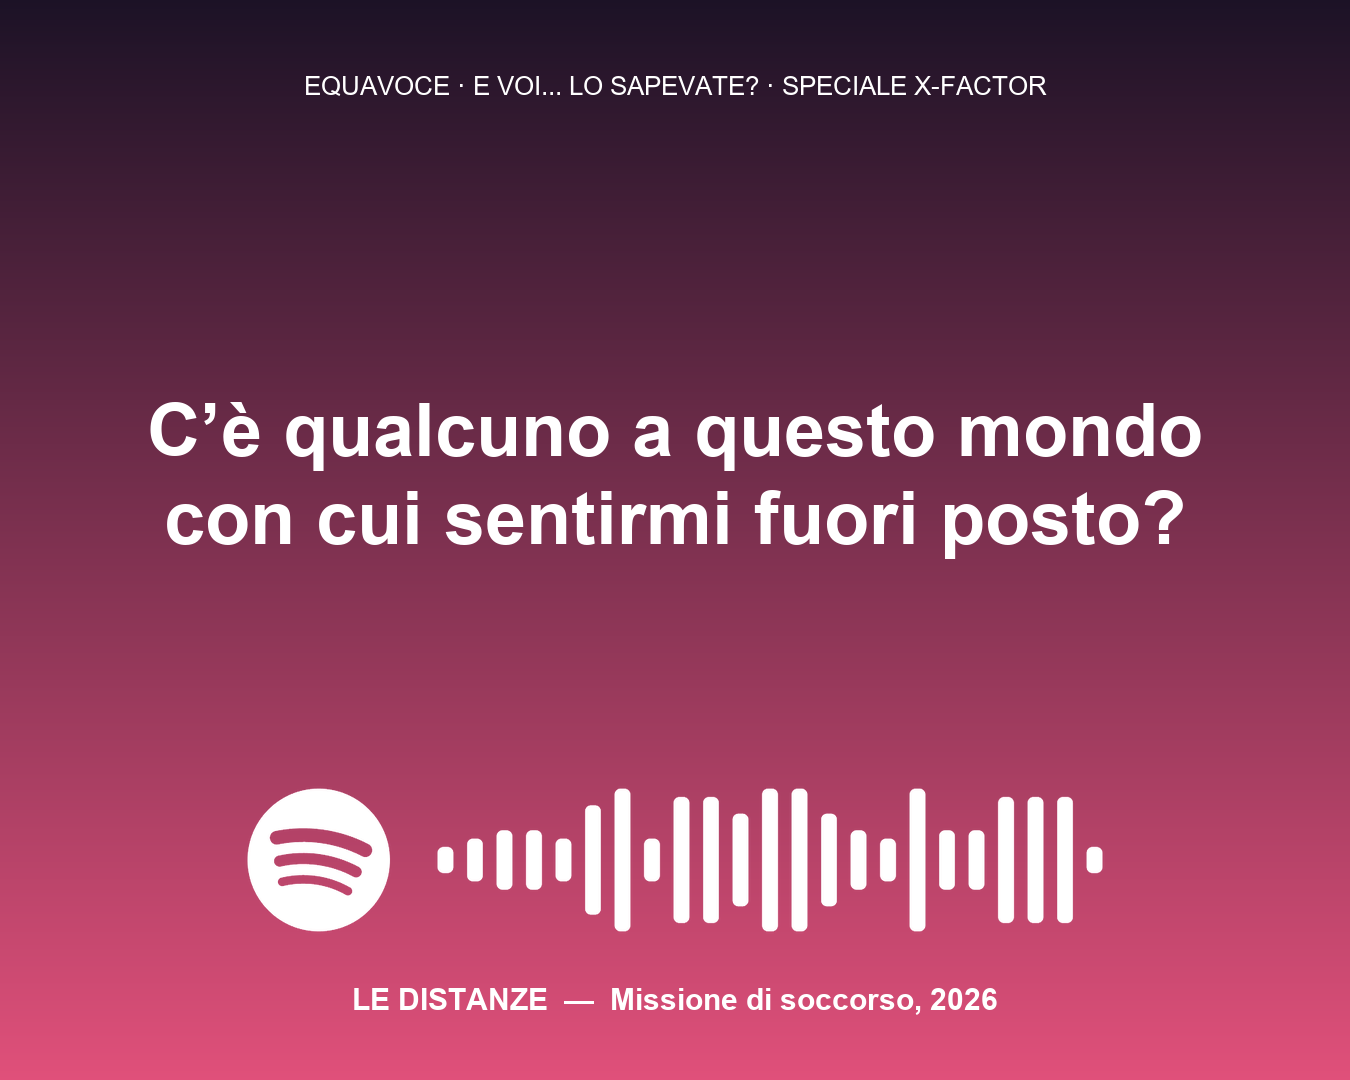 EQUAVOCE · E VOI... LO SAPEVATE? · SPECIALE X-FACTOR
C’è qualcuno a questo mondo
con cui sentirmi fuori posto?
LE DISTANZE — Missione di soccorso, 2026